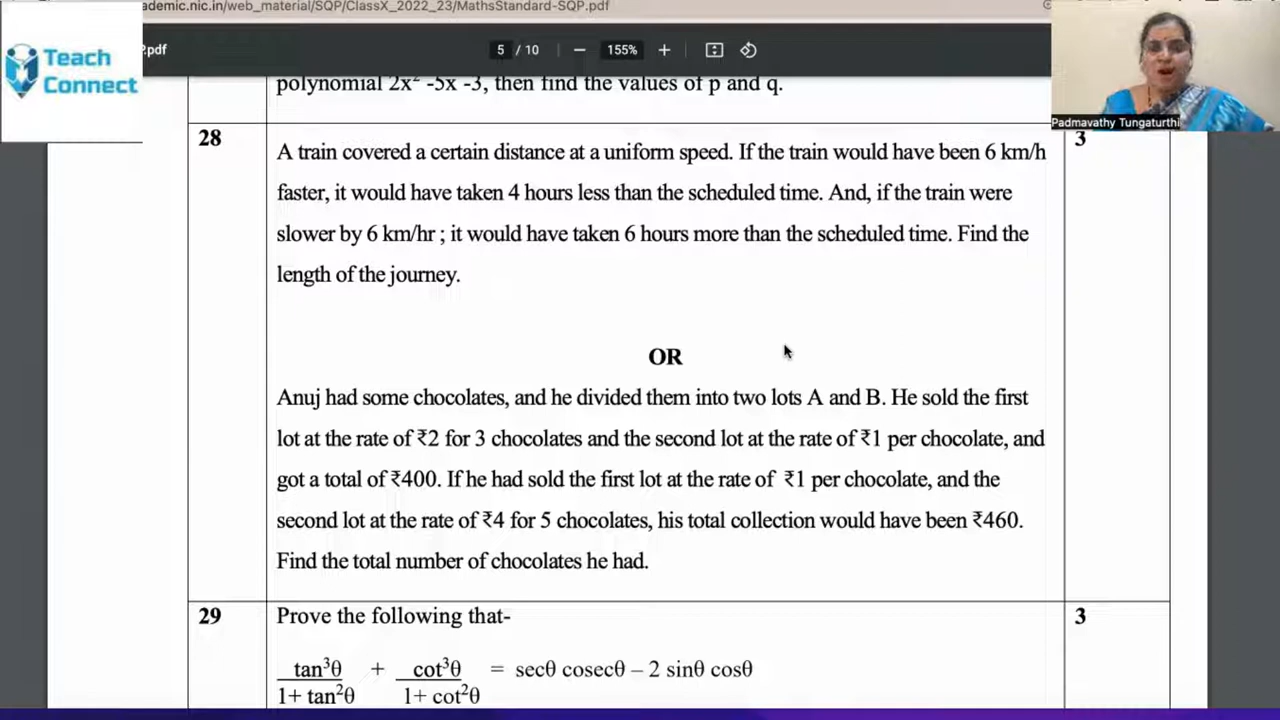 ademic.nic.in/web_material/SQP/ClassX_2022_23/MathsStandard-SQP.pdf
Teach
Connect
.pdf
5 / 10 − 155% +
polynomial 2x² -5x -3, then find the values of p and q.
Padmavathy Tungaturthi
28
3
A train covered a certain distance at a uniform speed. If the train would have been 6 km/h
faster, it would have taken 4 hours less than the scheduled time. And, if the train were
slower by 6 km/hr ; it would have taken 6 hours more than the scheduled time. Find the
length of the journey.
OR
Anuj had some chocolates, and he divided them into two lots A and B. He sold the first
lot at the rate of ₹2 for 3 chocolates and the second lot at the rate of ₹1 per chocolate, and
got a total of ₹400. If he had sold the first lot at the rate of ₹1 per chocolate, and the
second lot at the rate of ₹4 for 5 chocolates, his total collection would have been ₹460.
Find the total number of chocolates he had.
29
Prove the following that-
3
tan³θ + cot³θ = secθ cosecθ – 2 sinθ cosθ
1+ tan²θ 1+ cot²θ